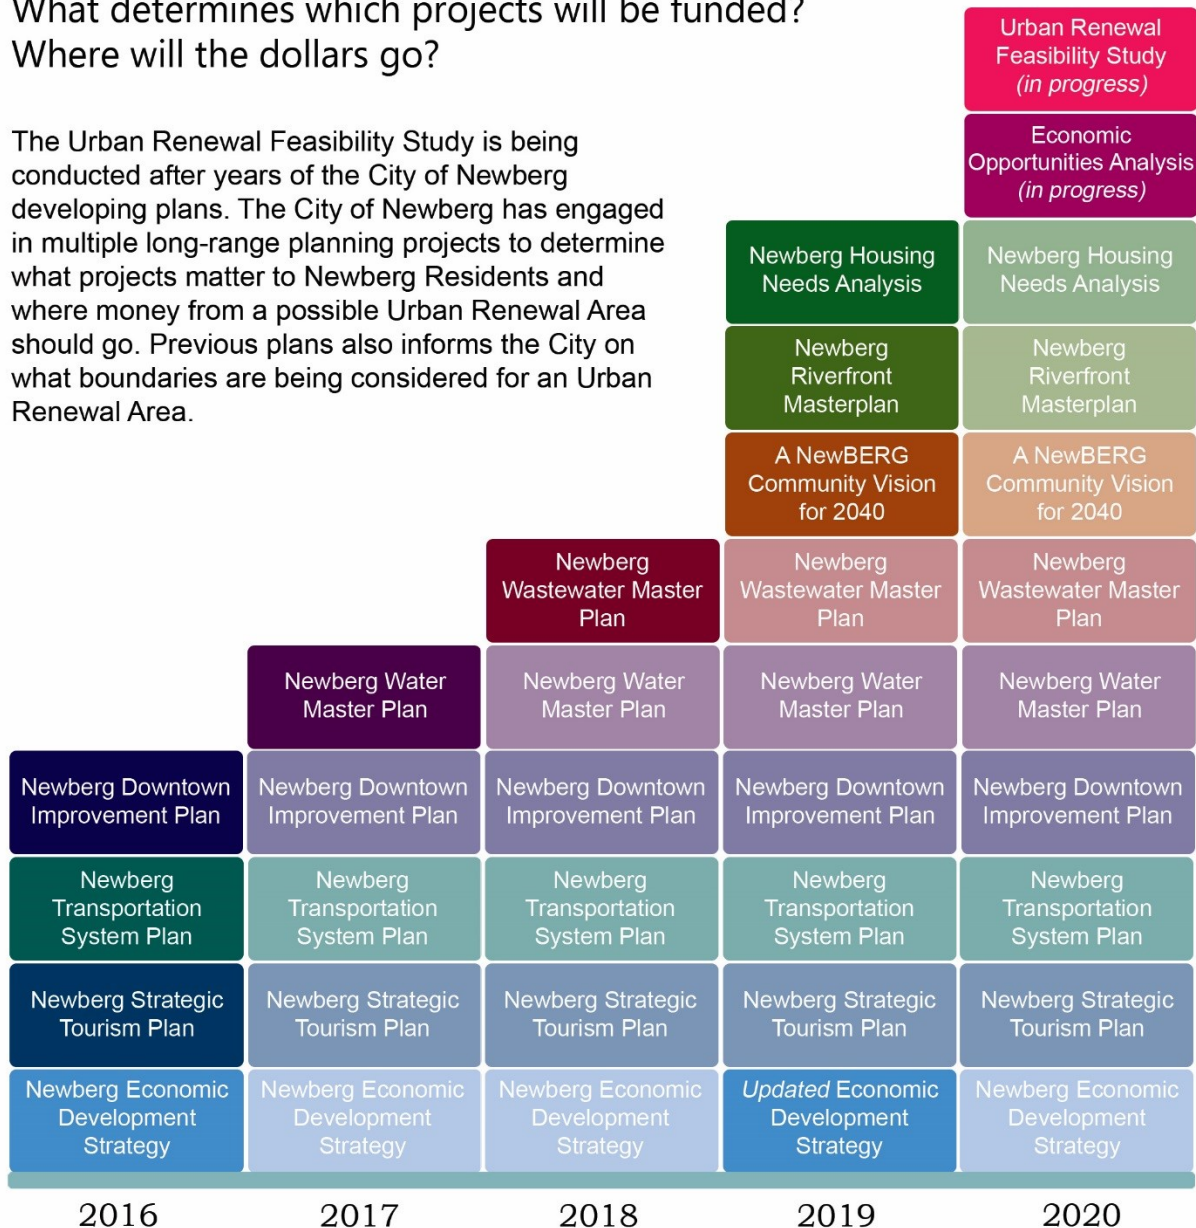 What determines which projects will be funded?
Where will the dollars go?
The Urban Renewal Feasibility Study is being
conducted after years of the City of Newberg
developing plans. The City of Newberg has engaged
in multiple long-range planning projects to determine
what projects matter to Newberg Residents and
where money from a possible Urban Renewal Area
should go. Previous plans also informs the City on
what boundaries are being considered for an Urban
Renewal Area.
Urban Renewal
Feasibility Study
(in progress)
Economic
Opportunities Analysis
(in progress)
Newberg Housing
Needs Analysis
Newberg Housing
Needs Analysis
Newberg
Riverfront
Masterplan
Newberg
Riverfront
Masterplan
A NewBERG
Community Vision
for 2040
A NewBERG
Community Vision
for 2040
Newberg
Wastewater Master
Plan
Newberg
Wastewater Master
Plan
Newberg
Wastewater Master
Plan
Newberg Water
Master Plan
Newberg Water
Master Plan
Newberg Water
Master Plan
Newberg Water
Master Plan
Newberg Downtown
Improvement Plan
Newberg Downtown
Improvement Plan
Newberg Downtown
Improvement Plan
Newberg Downtown
Improvement Plan
Newberg Downtown
Improvement Plan
Newberg
Transportation
System Plan
Newberg
Transportation
System Plan
Newberg
Transportation
System Plan
Newberg
Transportation
System Plan
Newberg
Transportation
System Plan
Newberg Strategic
Tourism Plan
Newberg Strategic
Tourism Plan
Newberg Strategic
Tourism Plan
Newberg Strategic
Tourism Plan
Newberg Strategic
Tourism Plan
Newberg Economic
Development
Strategy
Newberg Economic
Development
Strategy
Newberg Economic
Development
Strategy
Updated Economic
Development
Strategy
Newberg Economic
Development
Strategy
2016
2017
2018
2019
2020